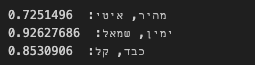 0.7251496  :מהיר, איטי
0.92627686  :ימין, שמאל
0.8530906  :כבד, קל